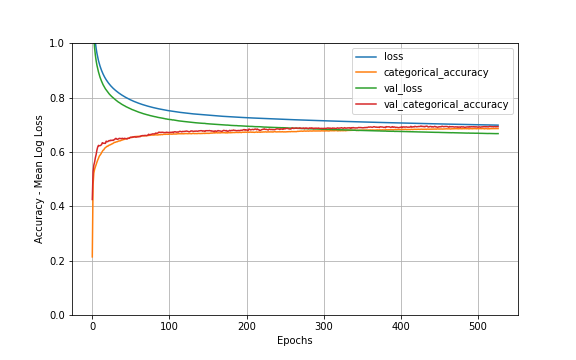 1.0
0.8
0.6
0.4
0.2
0.0
Accuracy - Mean Log Loss
loss
categorical_accuracy
val_loss
val_categorical_accuracy
0 100 200 300 400 500
Epochs